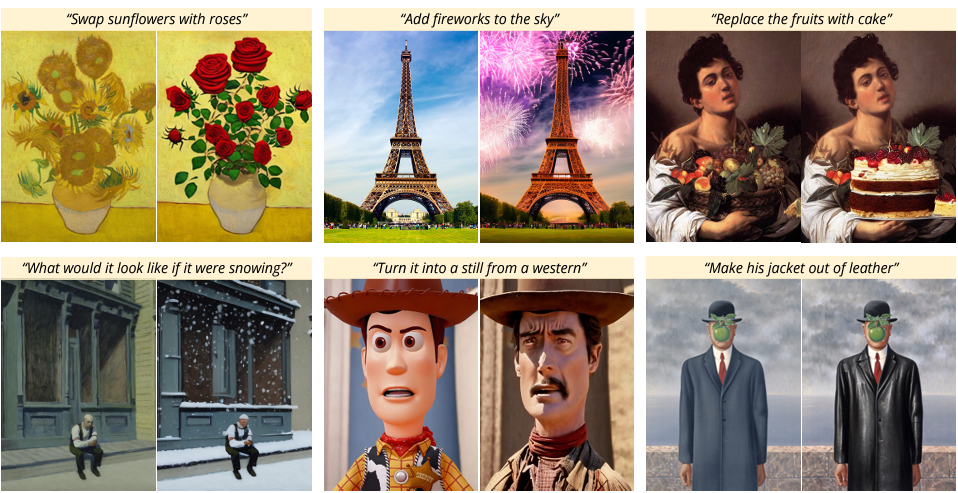 “Swap sunflowers with roses”
“Add fireworks to the sky”
“Replace the fruits with cake”
“What would it look like if it were snowing?”
“Turn it into a still from a western”
“Make his jacket out of leather”